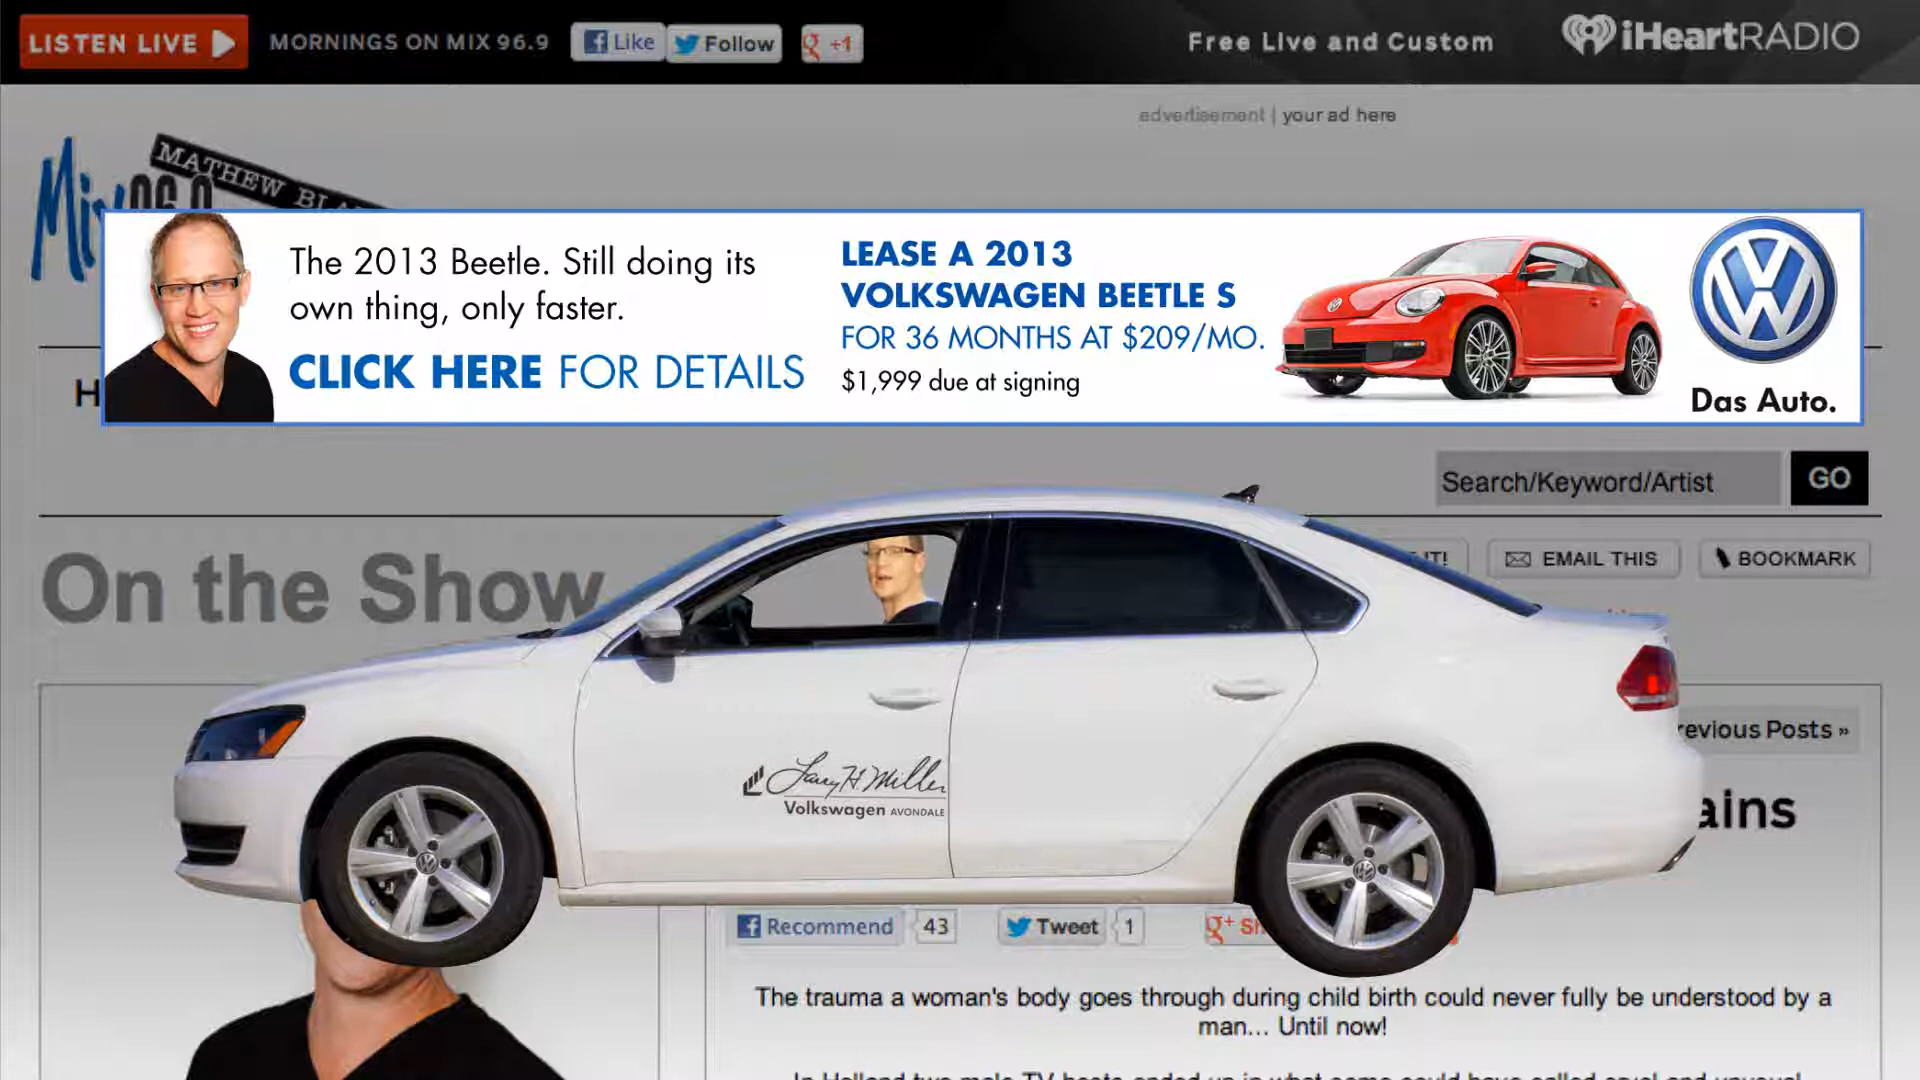 LISTEN LIVE
MORNINGS ON MIX 96.9
Like
Follow
+1
Free Live and Custom
iHeartRADIO
advertisement | your ad here
MATHEW
Mix 96.9
The 2013 Beetle. Still doing its
own thing, only faster.
CLICK HERE FOR DETAILS
LEASE A 2013
VOLKSWAGEN BEETLE S
FOR 36 MONTHS AT $209/MO.
$1,999 due at signing
Das Auto.
Search/Keyword/Artist
GO
On the Show
IT!
EMAIL THIS
BOOKMARK
revious Posts »
Larry H. Miller
Volkswagen AVONDALE
ains
Recommend
43
Tweet
1
The trauma a woman's body goes through during child birth could never fully be understood by a
man... Until now!